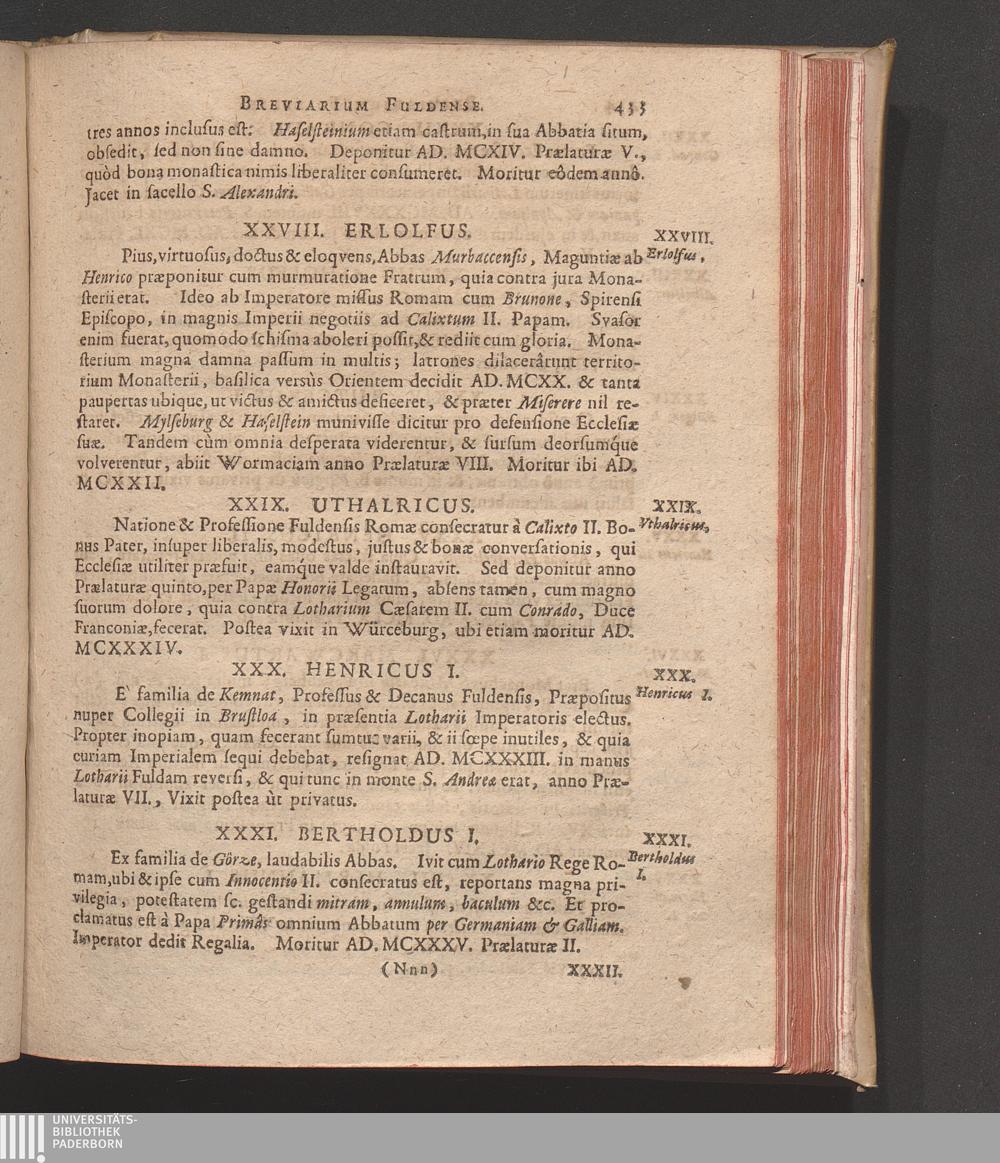 BREVIARIUM FULDENSE. 433
tres annos inclusus est. Haselsteinium etiam castrum, in sua Abbatia situm,
obsedit, sed non sine damno. Deponitur AD. MCXIV. Prælaturæ V.,
quòd bona monastica nimis liberaliter consumeret. Moritur eôdem annô.
Jacet in sacello S. Alexandri.
XXVIII. ERLOLFUS.
XXVIII.
Erlolfus.
Pius, virtuosus, doctus & eloqvens, Abbas Murbaccensis, Maguntiæ ab
Henrico præponitur cum murmuratione Fratrum, quia contra jura Mona-
sterii erat. Ideo ab Imperatore missus Romam cum Brunone, Spirensi
Episcopo, in magnis Imperii negotiis ad Calixtum II. Papam. Svasor
enim fuerat, quomodo schisma aboleri possit, & rediit cum gloria. Mona-
sterium magna damna passum in multis; latrones dilacerârunt territo-
rium Monasterii, basilica versùs Orientem decidit AD. MCXX. & tanta
paupertas ubique, ut victus & amictus deficeret, & præter Miserere nil re-
staret. Mylseburg & Haselstein munivisse dicitur pro defensione Ecclesiæ
suæ. Tandem cùm omnia desperata viderentur, & sursum deorsumq́ue
volverentur, abiit Wormaciam anno Prælaturæ VIII. Moritur ibi AD.
MCXXII.
XXIX. UTHALRICUS.
XXIX.
Vthalricus.
Natione & Professione Fuldensis Romæ consecratur à Calixto II. Bo-
nus Pater, insuper liberalis, modestus, justus & bonæ conversationis, qui
Ecclesiæ utiliter præfuit, eamq́ue valde instauravit. Sed deponitur anno
Prælaturæ quinto, per Papæ Honorii Legatum, absens tamen, cum magno
suorum dolore, quia contra Lotharium Cæsarem II. cum Conrado, Duce
Franconiæ, fecerat. Postea vixit in Würceburg, ubi etiam moritur AD.
MCXXXIV.
XXX. HENRICUS I.
XXX.
Henricus I.
E' familia de Kemnat, Professus & Decanus Fuldensis, Præpositus
nuper Collegii in Brustloa, in præsentia Lotharii Imperatoris electus.
Propter inopiam, quam fecerant sumtus varii, & ii sœpe inutiles, & quia
curiam Imperialem sequi debebat, resignat AD. MCXXXIII. in manus
Lotharii Fuldam reversi, & qui tunc in monte S. Andreæ erat, anno Præ-
laturæ VII., Vixit postea ùt privatus.
XXXI. BERTHOLDUS I.
XXXI.
Bertholdus
I.
Ex familia de Görze, laudabilis Abbas. Ivit cum Lothario Rege Ro-
mam, ubi & ipse cum Innocentio II. consecratus est, reportans magna pri-
vilegia, potestatem sc. gestandi mitram, annulum, baculum &c. Et pro-
clamatus est à Papa Primâs omnium Abbatum per Germaniam & Galliam.
Imperator dedit Regalia. Moritur AD. MCXXXV. Prælaturæ II.
(Nnn) XXXII.
UNIVERSITÄTS-
BIBLIOTHEK
PADERBORN